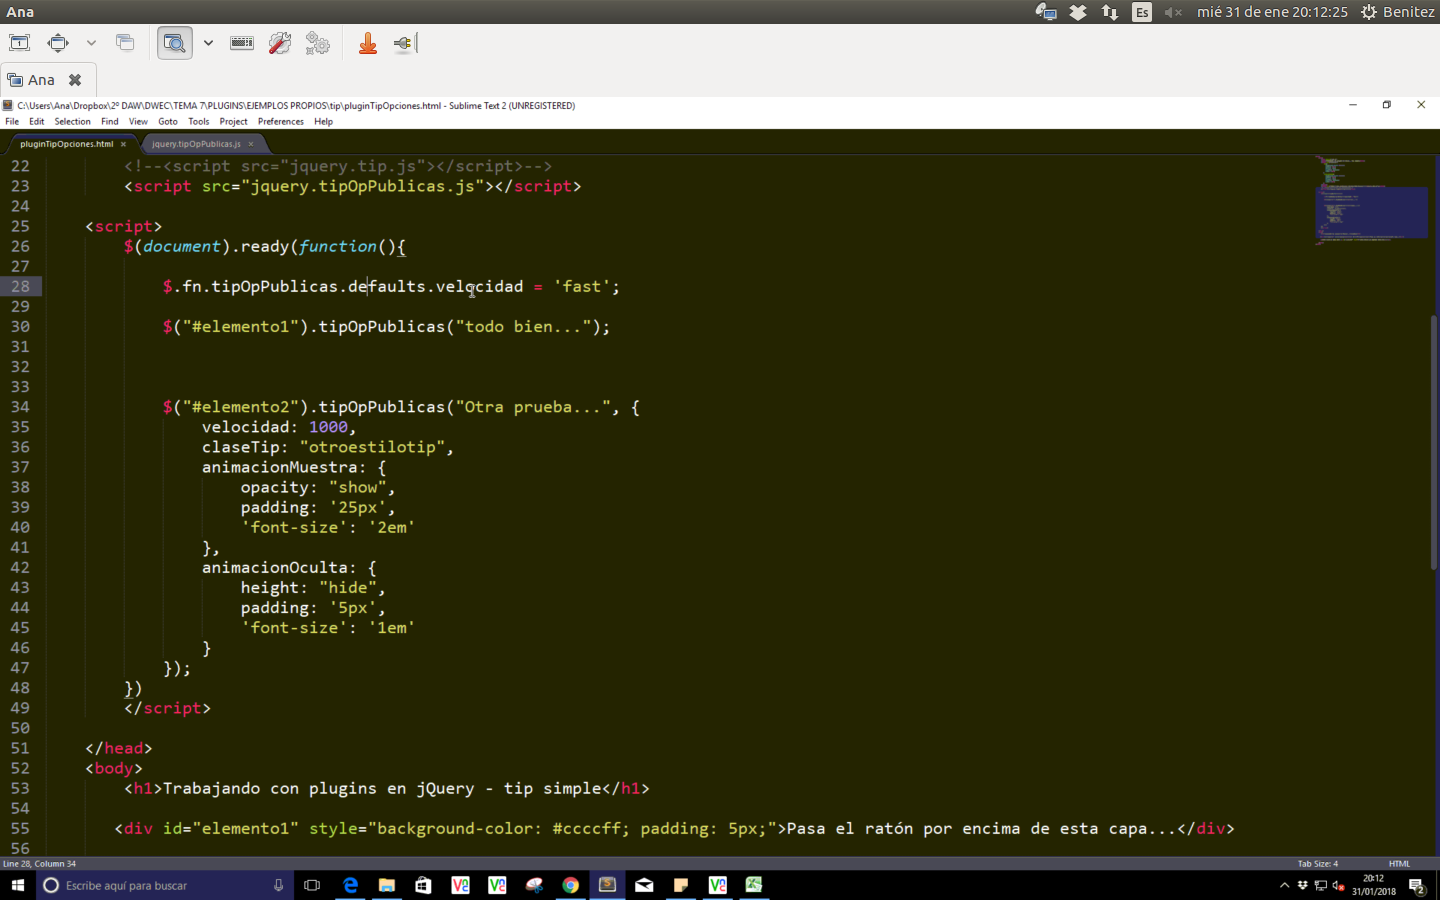 Ana
Es
mié 31 de ene 20:12:25
Benitez
Ana
C:\Users\Ana\Dropbox\2º DAW\DWEC\TEMA 7\PLUGINS\EJEMPLOS PROPIOS\tip\pluginTipOpciones.html - Sublime Text 2 (UNREGISTERED)
File Edit Selection Find View Goto Tools Project Preferences Help
pluginTipOpciones.html × jquery.tipOpPublicas.js ×
22 <!--<script src="jquery.tip.js"></script>-->
23 <script src="jquery.tipOpPublicas.js"></script>
24
25 <script>
26 $(document).ready(function(){
27
28 $.fn.tipOpPublicas.defaults.velocidad = 'fast';
29
30 $("#elemento1").tipOpPublicas("todo bien...");
31
32
33
34 $("#elemento2").tipOpPublicas("Otra prueba...", {
35 velocidad: 1000,
36 claseTip: "otroestilotip",
37 animacionMuestra: {
38 opacity: "show",
39 padding: '25px',
40 'font-size': '2em'
41 },
42 animacionOculta: {
43 height: "hide",
44 padding: '5px',
45 'font-size': '1em'
46 }
47 });
48 })
49 </script>
50
51 </head>
52 <body>
53 <h1>Trabajando con plugins en jQuery - tip simple</h1>
54
55 <div id="elemento1" style="background-color: #ccccff; padding: 5px;">Pasa el ratón por encima de esta capa...</div>
56
Line 28, Column 34
Tab Size: 4
HTML
Escribe aquí para buscar
20:12
31/01/2018
2